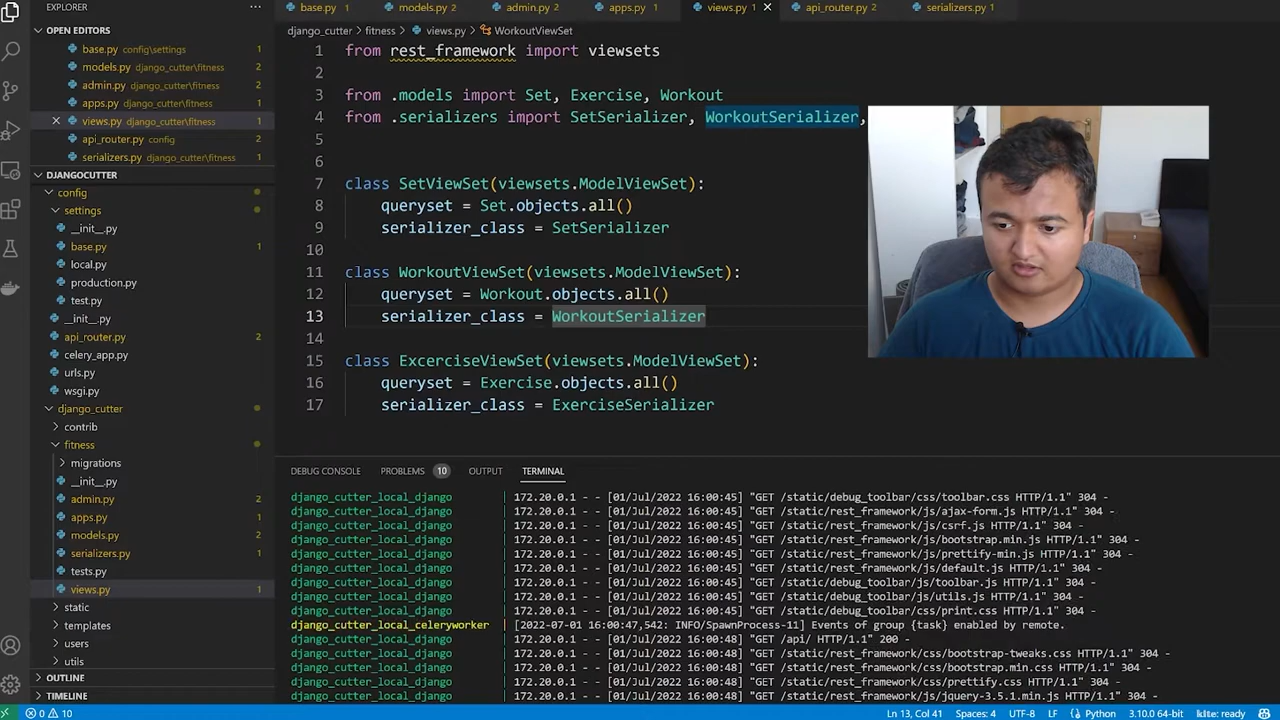 EXPLORER
base.py 1
models.py 2
admin.py 2
apps.py 1
views.py 1
api_router.py 2
serializers.py 1
OPEN EDITORS
base.py config\settings 1
models.py django_cutter\fitness 2
admin.py django_cutter\fitness 2
apps.py django_cutter\fitness 1
views.py django_cutter\fitness 1
api_router.py config 2
serializers.py django_cutter\fitness 1
DJANGOCUTTER
config
settings
__init__.py
base.py 1
local.py
production.py
test.py
__init__.py
api_router.py 2
celery_app.py
urls.py
wsgi.py
django_cutter
contrib
fitness
migrations
__init__.py
admin.py 2
apps.py 1
models.py 2
serializers.py 1
tests.py
views.py 1
static
templates
users
utils
OUTLINE
TIMELINE
django_cutter > fitness > views.py > WorkoutViewSet
1 from rest_framework import viewsets
2
3 from .models import Set, Exercise, Workout
4 from .serializers import SetSerializer, WorkoutSerializer,
5
6
7 class SetViewSet(viewsets.ModelViewSet):
8 queryset = Set.objects.all()
9 serializer_class = SetSerializer
10
11 class WorkoutViewSet(viewsets.ModelViewSet):
12 queryset = Workout.objects.all()
13 serializer_class = WorkoutSerializer
14
15 class ExcerciseViewSet(viewsets.ModelViewSet):
16 queryset = Exercise.objects.all()
17 serializer_class = ExerciseSerializer
DEBUG CONSOLE PROBLEMS 10 OUTPUT TERMINAL
django_cutter_local_django | 172.20.0.1 - - [01/Jul/2022 16:00:45] "GET /static/debug_toolbar/css/toolbar.css HTTP/1.1" 304 -
django_cutter_local_django | 172.20.0.1 - - [01/Jul/2022 16:00:45] "GET /static/rest_framework/js/ajax-form.js HTTP/1.1" 304 -
django_cutter_local_django | 172.20.0.1 - - [01/Jul/2022 16:00:45] "GET /static/rest_framework/js/csrf.js HTTP/1.1" 304 -
django_cutter_local_django | 172.20.0.1 - - [01/Jul/2022 16:00:45] "GET /static/rest_framework/js/bootstrap.min.js HTTP/1.1" 304 -
django_cutter_local_django | 172.20.0.1 - - [01/Jul/2022 16:00:45] "GET /static/rest_framework/js/prettify-min.js HTTP/1.1" 304 -
django_cutter_local_django | 172.20.0.1 - - [01/Jul/2022 16:00:45] "GET /static/rest_framework/js/default.js HTTP/1.1" 304 -
django_cutter_local_django | 172.20.0.1 - - [01/Jul/2022 16:00:45] "GET /static/debug_toolbar/js/toolbar.js HTTP/1.1" 304 -
django_cutter_local_django | 172.20.0.1 - - [01/Jul/2022 16:00:45] "GET /static/debug_toolbar/js/utils.js HTTP/1.1" 304 -
django_cutter_local_django | 172.20.0.1 - - [01/Jul/2022 16:00:45] "GET /static/debug_toolbar/css/print.css HTTP/1.1" 304 -
django_cutter_local_celeryworker | [2022-07-01 16:00:47,542: INFO/SpawnProcess-11] Events of group {task} enabled by remote.
django_cutter_local_django | 172.20.0.1 - - [01/Jul/2022 16:00:48] "GET /api/ HTTP/1.1" 200 -
django_cutter_local_django | 172.20.0.1 - - [01/Jul/2022 16:00:48] "GET /static/rest_framework/css/bootstrap-tweaks.css HTTP/1.1" 304 -
django_cutter_local_django | 172.20.0.1 - - [01/Jul/2022 16:00:48] "GET /static/rest_framework/css/bootstrap.min.css HTTP/1.1" 304 -
django_cutter_local_django | 172.20.0.1 - - [01/Jul/2022 16:00:48] "GET /static/rest_framework/css/prettify.css HTTP/1.1" 304 -
django_cutter_local_django | 172.20.0.1 - - [01/Jul/2022 16:00:48] "GET /static/rest_framework/js/jquery-3.5.1.min.js HTTP/1.1" 304 -
0 10 Ln 13, Col 41 Spaces: 4 UTF-8 LF Python 3.10.0 64-bit kite: ready